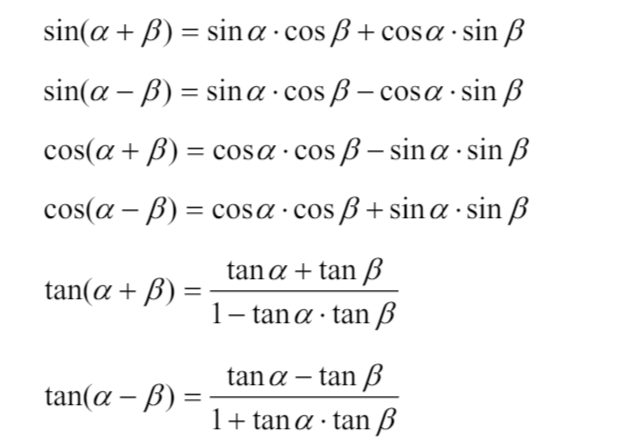 sin(α + β) = sin α · cos β + cos α · sin β
sin(α − β) = sin α · cos β − cos α · sin β
cos(α + β) = cos α · cos β − sin α · sin β
cos(α − β) = cos α · cos β + sin α · sin β
tan(α + β) = (tan α + tan β) / (1 − tan α · tan β)
tan(α − β) = (tan α − tan β) / (1 + tan α · tan β)